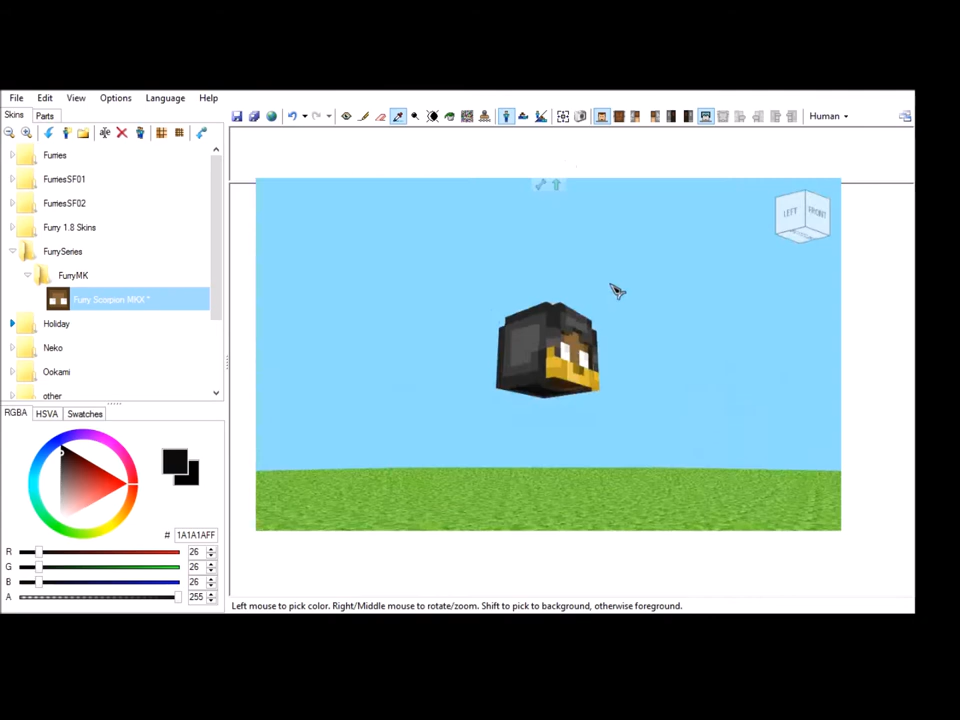 File Edit View Options Language Help
Skins Parts
Human
Furries
FurriesSF01
FurriesSF02
Furry 1.8 Skins
FurrySeries
FurryMK
Furry Scorpion MKX *
Holiday
Neko
Ookami
other
LEFT FRONT
RGBA HSVA Swatches
# 1A1A1AFF
R 26
G 26
B 26
A 255
Left mouse to pick color. Right/Middle mouse to rotate/zoom. Shift to pick to background, otherwise foreground.